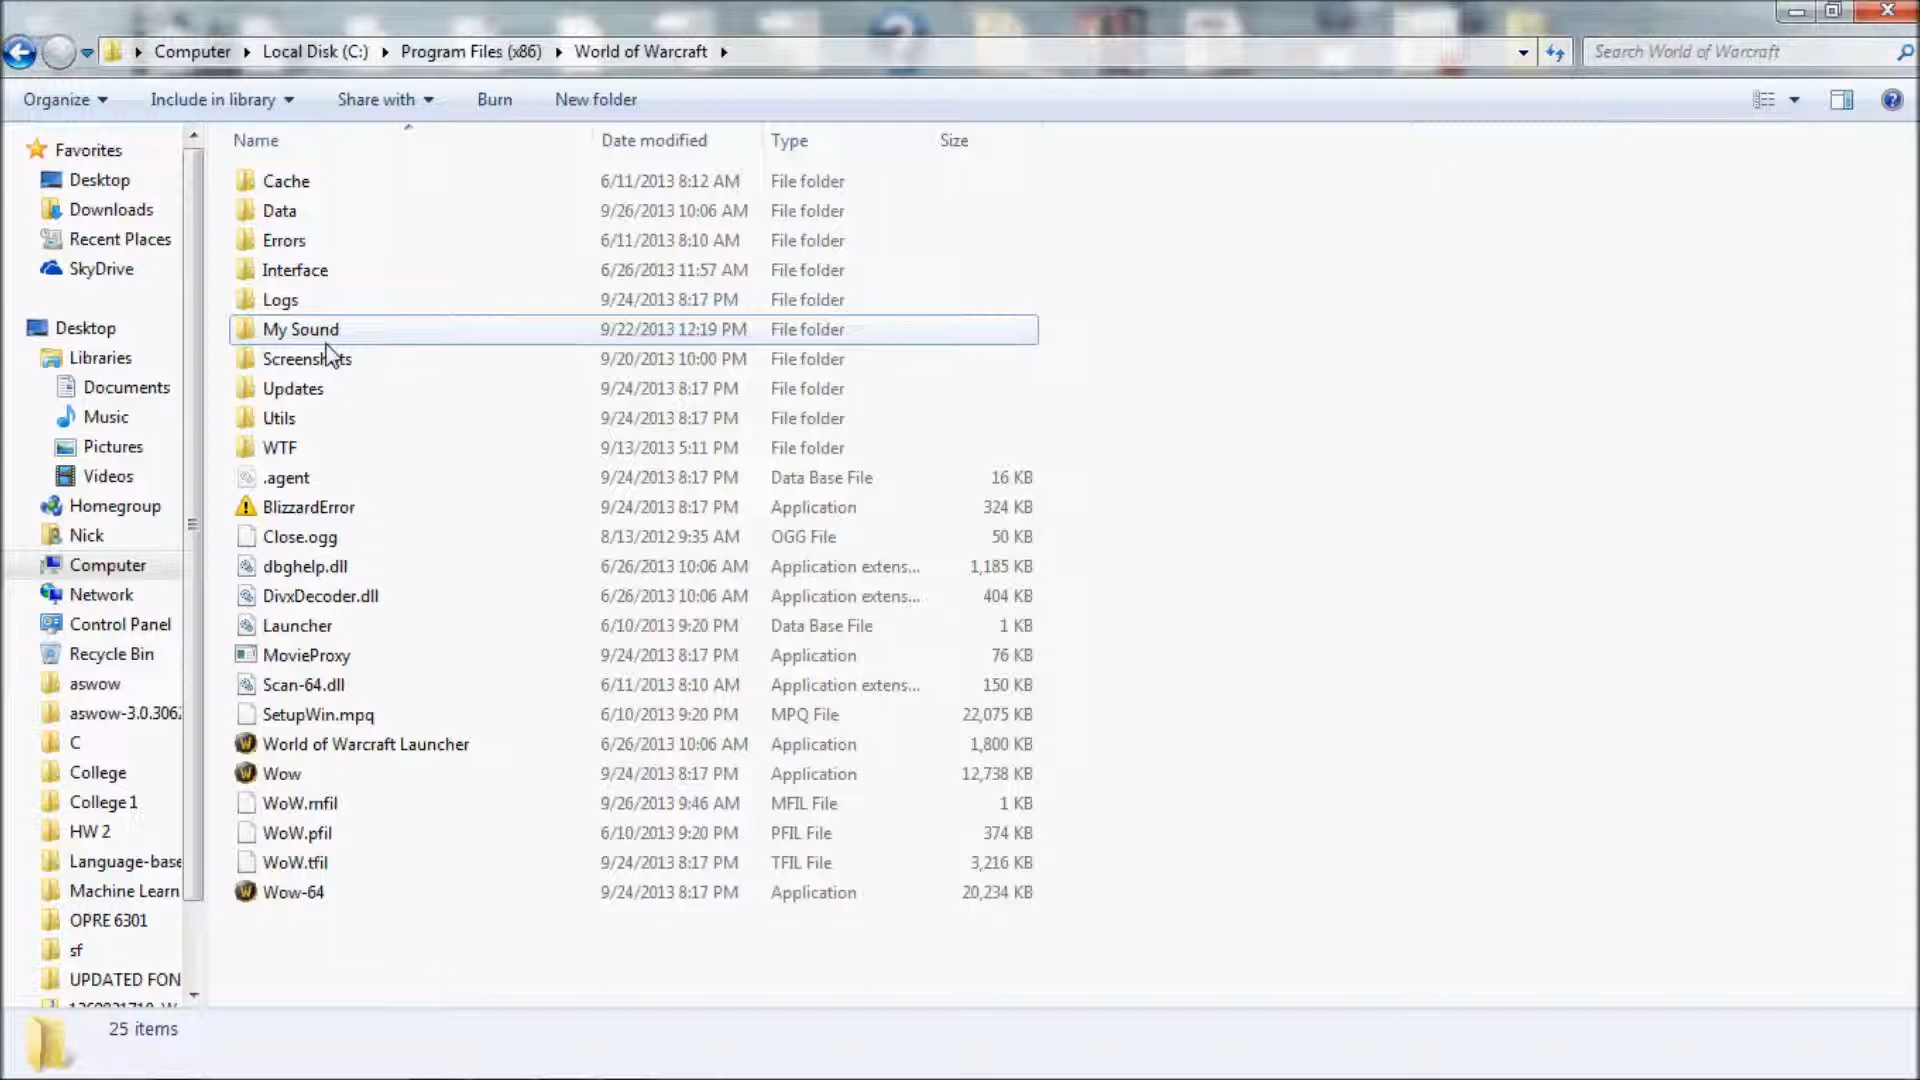 Computer Local Disk (C:) Program Files (x86) World of Warcraft
Search World of Warcraft
Organize Include in library Share with Burn New folder
Name Date modified Type Size
Favorites
Desktop
Downloads
Recent Places
SkyDrive
Desktop
Libraries
Documents
Music
Pictures
Videos
Homegroup
Nick
Computer
Network
Control Panel
Recycle Bin
aswow
aswow-3.0.306
C
College
College 1
HW 2
Language-base
Machine Learn
OPRE 6301
sf
UPDATED FON
Cache 6/11/2013 8:12 AM File folder
Data 9/26/2013 10:06 AM File folder
Errors 6/11/2013 8:10 AM File folder
Interface 6/26/2013 11:57 AM File folder
Logs 9/24/2013 8:17 PM File folder
My Sound 9/22/2013 12:19 PM File folder
Screenshots 9/20/2013 10:00 PM File folder
Updates 9/24/2013 8:17 PM File folder
Utils 9/24/2013 8:17 PM File folder
WTF 9/13/2013 5:11 PM File folder
.agent 9/24/2013 8:17 PM Data Base File 16 KB
BlizzardError 9/24/2013 8:17 PM Application 324 KB
Close.ogg 8/13/2012 9:35 AM OGG File 50 KB
dbghelp.dll 6/26/2013 10:06 AM Application extens... 1,185 KB
DivxDecoder.dll 6/26/2013 10:06 AM Application extens... 404 KB
Launcher 6/10/2013 9:20 PM Data Base File 1 KB
MovieProxy 9/24/2013 8:17 PM Application 76 KB
Scan-64.dll 6/11/2013 8:10 AM Application extens... 150 KB
SetupWin.mpq 6/10/2013 9:20 PM MPQ File 22,075 KB
World of Warcraft Launcher 6/26/2013 10:06 AM Application 1,800 KB
Wow 9/24/2013 8:17 PM Application 12,738 KB
WoW.mfil 9/26/2013 9:46 AM MFIL File 1 KB
WoW.pfil 6/10/2013 9:20 PM PFIL File 374 KB
WoW.tfil 9/24/2013 8:17 PM TFIL File 3,216 KB
Wow-64 9/24/2013 8:17 PM Application 20,234 KB
25 items